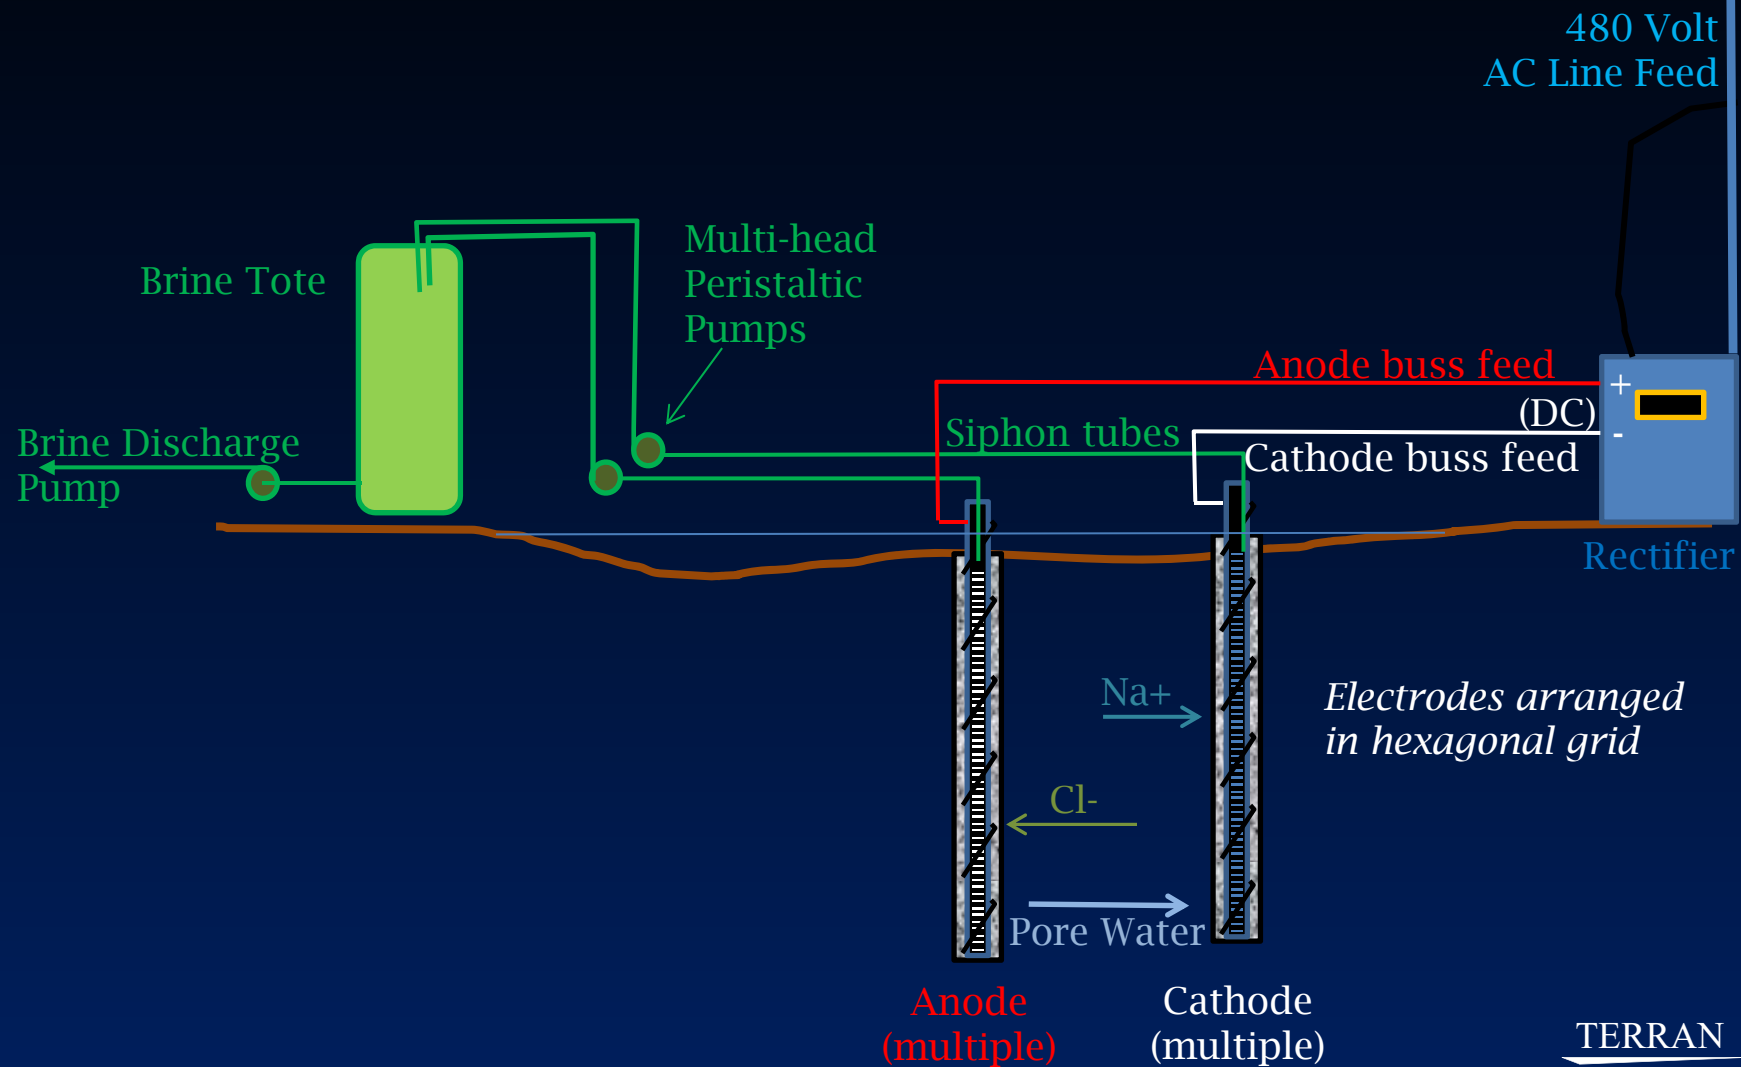 480 Volt
AC Line Feed
Multi-head
Peristaltic
Pumps
Brine Tote
Anode buss feed
+
(DC)
-
Siphon tubes
Cathode buss feed
Brine Discharge
Pump
Rectifier
Na+
Electrodes arranged
in hexagonal grid
Cl-
Pore Water
Anode
(multiple)
Cathode
(multiple)
TERRAN